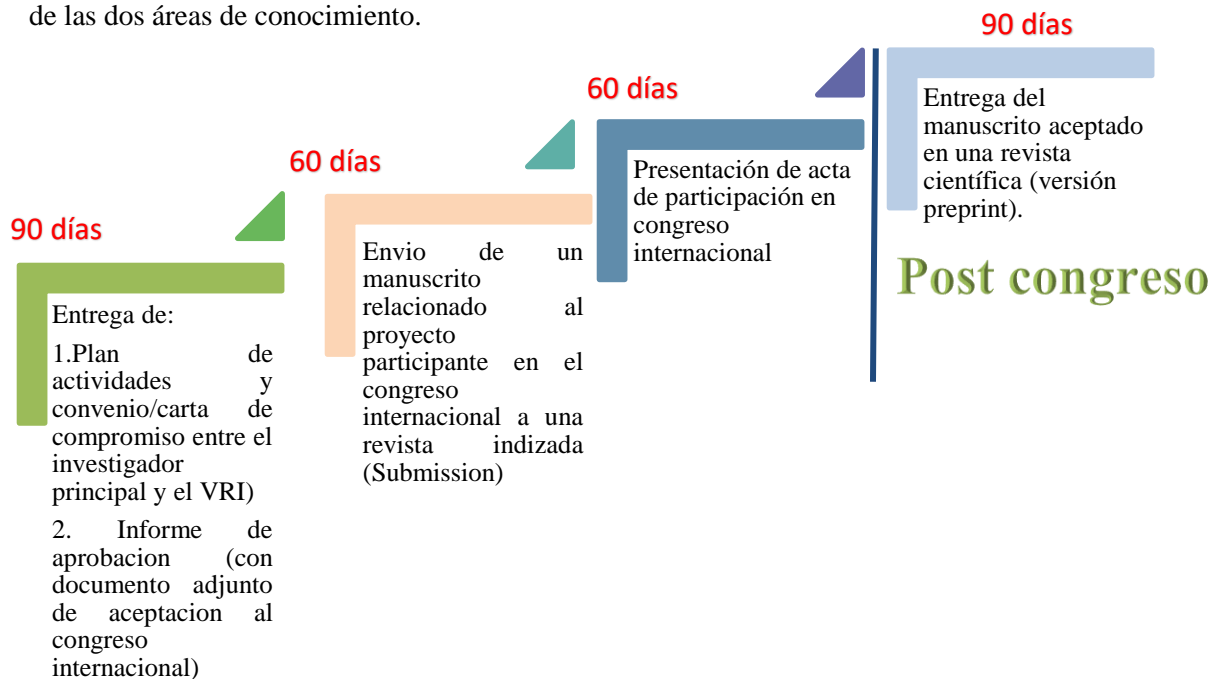 de las dos áreas de conocimiento.
90 días
Entrega de:
1.Plan de
actividades y
convenio/carta de
compromiso entre el
investigador
principal y el VRI)
2. Informe de
aprobacion (con
documento adjunto
de aceptacion al
congreso
internacional)
60 días
Envio de un
manuscrito
relacionado al
proyecto
participante en el
congreso
internacional a una
revista indizada
(Submission)
60 días
Presentación de acta
de participación en
congreso
internacional
90 días
Entrega del
manuscrito aceptado
en una revista
científica (versión
preprint).
Post congreso